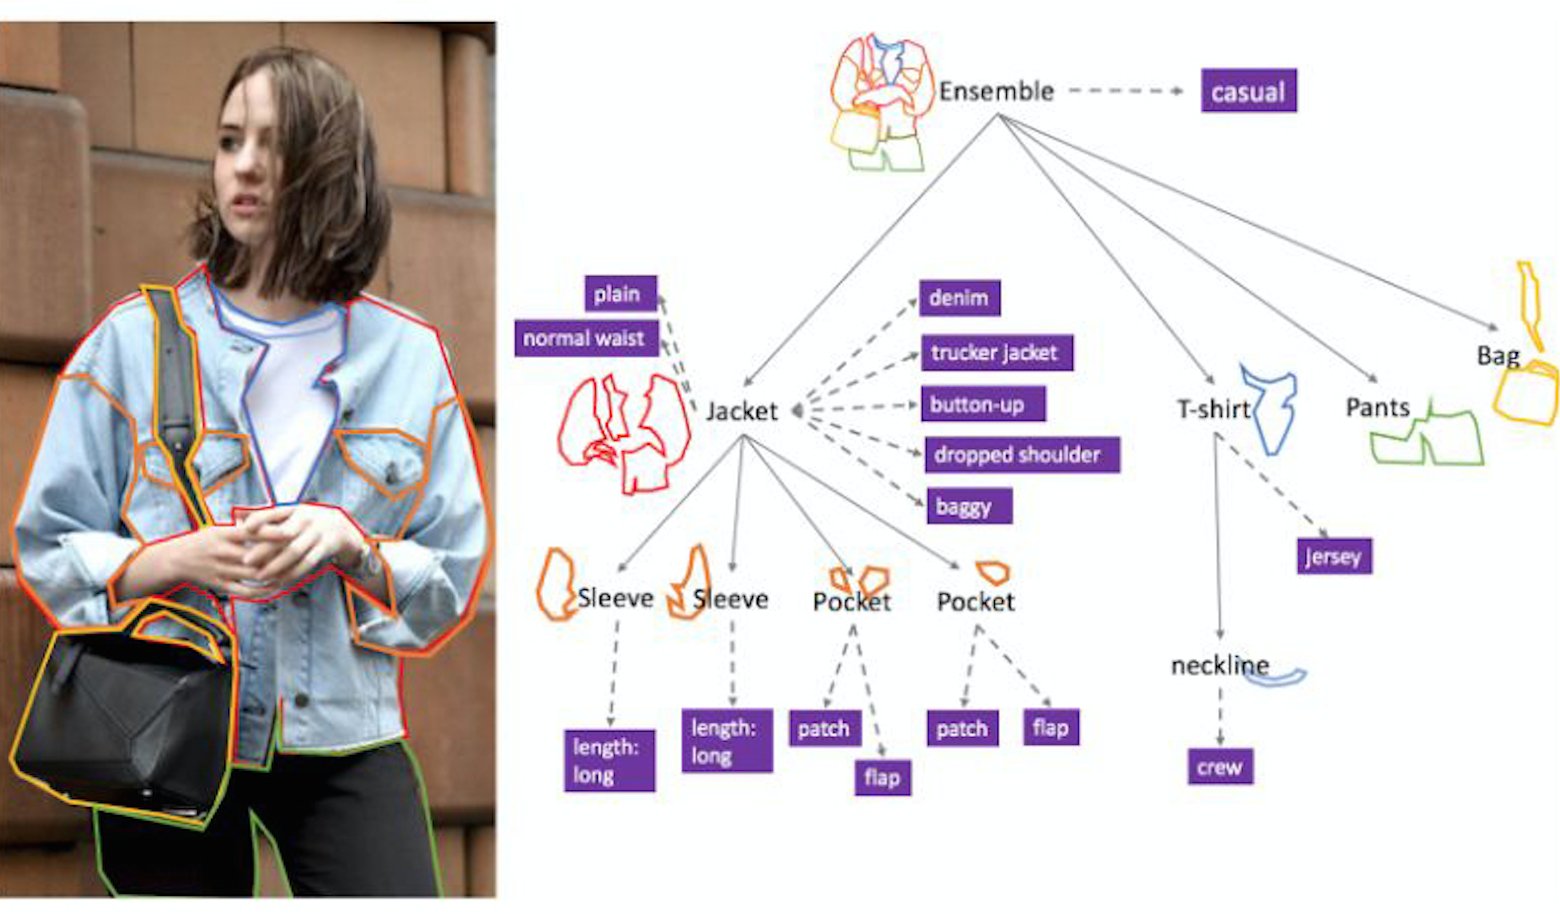 Ensemble
casual
plain
normal waist
denim
trucker jacket
button-up
dropped shoulder
baggy
Jacket
T-shirt
Pants
Bag
Sleeve
Sleeve
Pocket
Pocket
Jersey
neckline
length:
long
length:
long
patch
flap
patch
flap
crew